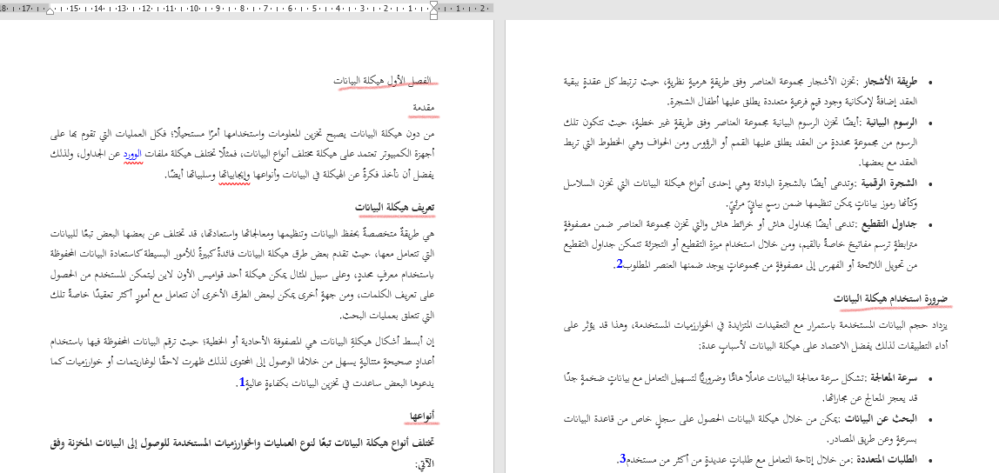 18 17 15 14 13 12 11 10 9 8 7 6 5 4 3 2 1 1 2
الفصل الأول هيكلة البيانات
مقدمة
من دون هيكلة البيانات يصبح تخزين المعلومات واستخدامها أمرًا مستحيلًا؛ فكل العمليات التي تقوم بها على
أجهزة الكمبيوتر تعتمد على هيكلة مختلف أنواع البيانات، فمثلًا تختلف هيكلة ملفات الوورد عن الجداول، ولذلك
يفضل أن نأخذ فكرةً عن الهيكلة في البيانات وأنواعها وإيجابياتها وسلبياتها أيضًا.
تعريف هيكلة البيانات
هي طريقةٌ متخصصةٌ بحفظ البيانات وتنظيمها ومعالجاتها واستعادتها، قد تختلف عن بعضها البعض تبعًا للبيانات
التي تتعامل معها، حيث تقدم بعض طرق هيكلة البيانات فائدةً كبيرةً للأمور البسيطة كاستعادة البيانات المحفوظة
باستخدام معرفٍ محددٍ، وعلى سبيل المثال يمكن هيكلة أحد قواميس الأون لاين ليتمكن المستخدم من الحصول
على تعريف الكلمات، ومن جهةٍ أخرى يمكن لبعض الطرق الأخرى أن تتعامل مع أمورٍ أكثر تعقيدًا خاصةً تلك
التي تتعلق بعمليات البحث.
إن أبسط أشكال هيكلةِ البيانات هي المصفوفة الأحادية أو الخطية؛ حيث ترقم البيانات المحفوظة فيها باستخدام
أعدادٍ صحيحةٍ متتاليةٍ يسهل من خلالها الوصول إلى المحتوى لذلك ظهرت لاحقًا لوغاريتمات أو خوارزميات كما
يدعوها البعض ساعدت في تخزين البيانات بكفاءةٍ عاليةٍ1.
أنواعها
تختلف أنواع هيكلة البيانات تبعًا لنوع العمليات والخوارزميات المستخدمة للوصول إلى البيانات المخزنة وفق
الآتي:
• طريقة الأشجار :تخزن الأشجار مجموعة العناصر وفق طريقةٍ هرميةٍ نظريةٍ، حيث ترتبط كل عقدةٍ ببقية
العقد إضافةً لإمكانية وجود قيمٍ فرعيةٍ متعددة يطلق عليها أطفال الشجرة.
• الرسوم البيانية :أيضًا تخزن الرسوم البيانية مجموعة العناصر وفق طريقةٍ غير خطيةٍ، حيث تتكون تلك
الرسوم من مجموعةٍ محددةٍ من العقد يطلق عليها القمم أو الرؤوس ومن الحواف وهي الخطوط التي تربط
العقد مع بعضها.
• الشجرة الرقمية :وتدعى أيضًا بالشجرة البادئة وهي إحدى أنواع هيكلة البيانات التي تخزن السلاسل
وكأنها رموز بياناتٍ يمكن تنظيمها ضمن رسمٍ بيانيٍّ مرئيٍّ.
• جداول التقطيع :تدعى أيضًا بجداول هاش أو خرائط هاش والتي تخزن مجموعة العناصر ضمن مصفوفةٍ
مترابطةٍ ترسم مفاتيحَ خاصةً بالقيم، ومن خلال استخدام ميزة التقطيع أو التجزئة تتمكن جداول التقطيع
من تحويل اللائحة أو الفهرس إلى مصفوفةٍ من مجموعاتٍ يوجد ضمنها العنصر المطلوب2.
ضرورة استخدام هيكلة البيانات
يزداد حجم البيانات المستخدمة باستمرار مع التعقيدات المتزايدة في الخوارزميات المستخدمة، وهذا قد يؤثر على
أداء التطبيقات لذلك يفضل الاعتماد على هيكلة البيانات لأسبابٍ عدة:
• سرعة المعالجة :تشكل سرعة معالجة البيانات عاملًا هامًّا وضروريًّا لتسهيل التعامل مع بياناتٍ ضخمةٍ جدًا
قد يعجز المعالج عن مجاراتها.
• البحث عن البيانات :يمكن من خلال هيكلة البيانات الحصول على سجلٍ خاص من قاعدة البيانات
بسرعةٍ وعن طريق المصادر.
• الطلبات المتعددة :من خلال إتاحة التعامل مع طلباتٍ عديدةٍ من أكثر من مستخدم3.